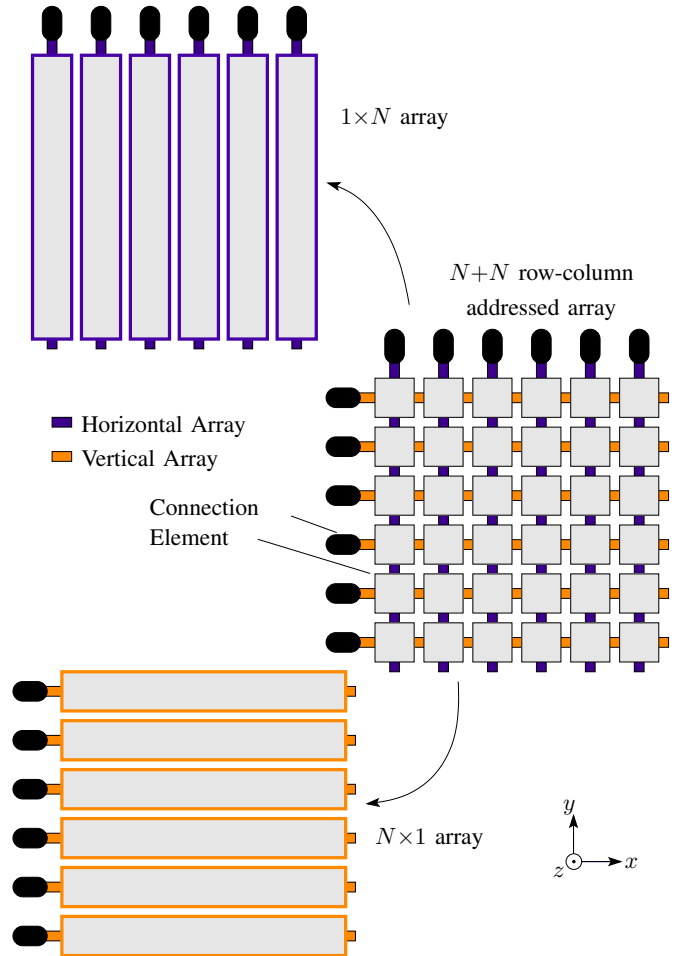 1×N array
N+N row-column
addressed array
Horizontal Array
Vertical Array
Connection
Element
N×1 array
y
z
x